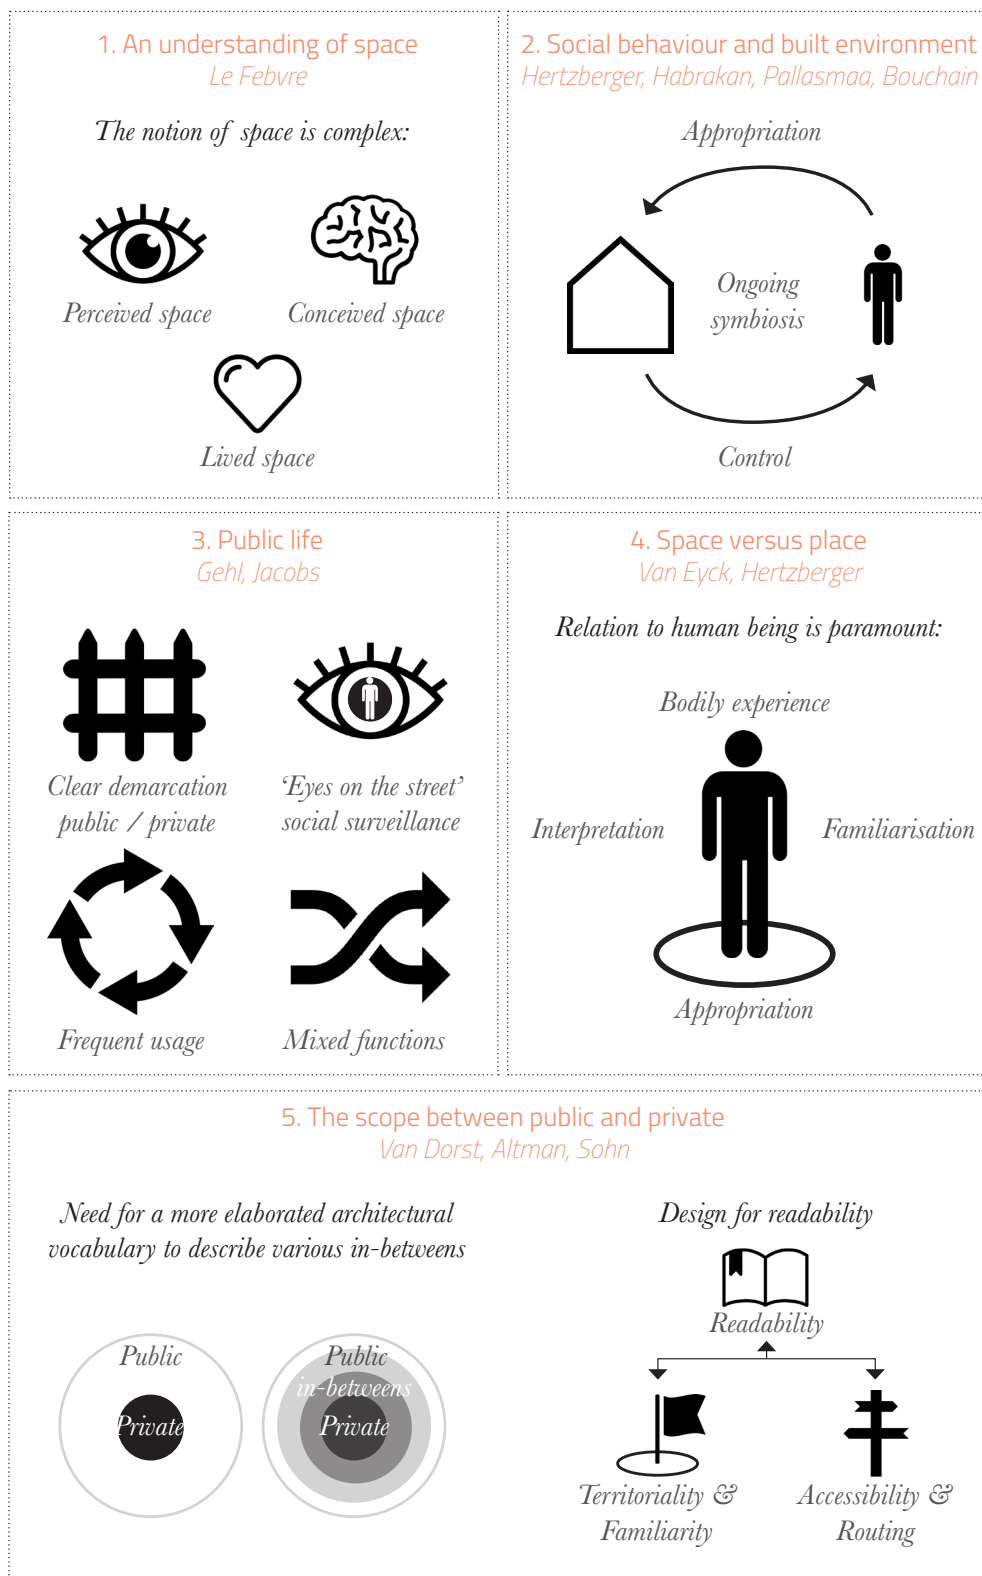 1. An understanding of space
Le Febvre
The notion of space is complex:
Perceived space
Conceived space
Lived space
2. Social behaviour and built environment
Hertzberger, Habrakan, Pallasmaa, Bouchain
Appropriation
Ongoing
symbiosis
Control
3. Public life
Gehl, Jacobs
Clear demarcation
public / private
‘Eyes on the street’
social surveillance
Frequent usage
Mixed functions
4. Space versus place
Van Eyck, Hertzberger
Relation to human being is paramount:
Bodily experience
Interpretation
Familiarisation
Appropriation
5. The scope between public and private
Van Dorst, Altman, Sohn
Need for a more elaborated architectural
vocabulary to describe various in-betweens
Public
Private
Public
in-betweens
Private
Design for readability
Readability
Territoriality &
Familiarity
Accessibility &
Routing